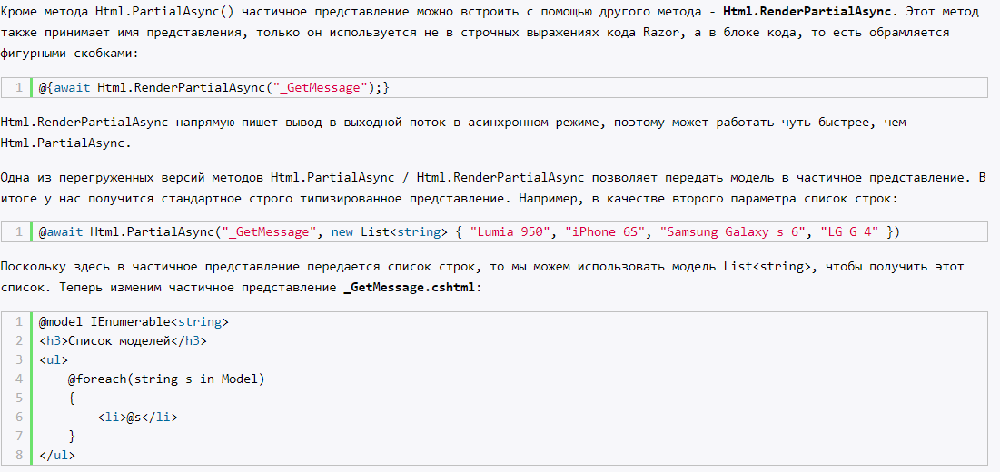 Кроме метода Html.PartialAsync() частичное представление можно встроить с помощью другого метода - Html.RenderPartialAsync. Этот метод
также принимает имя представления, только он используется не в строчных выражениях кода Razor, а в блоке кода, то есть обрамляется
фигурными скобками:
1 @{await Html.RenderPartialAsync("_GetMessage");}
Html.RenderPartialAsync напрямую пишет вывод в выходной поток в асинхронном режиме, поэтому может работать чуть быстрее, чем
Html.PartialAsync.
Одна из перегруженных версий методов Html.PartialAsync / Html.RenderPartialAsync позволяет передать модель в частичное представление. В
итоге у нас получится стандартное строго типизированное представление. Например, в качестве второго параметра список строк:
1 @await Html.PartialAsync("_GetMessage", new List<string> { "Lumia 950", "iPhone 6S", "Samsung Galaxy s 6", "LG G 4" })
Поскольку здесь в частичное представление передается список строк, то мы можем использовать модель List<string>, чтобы получить этот
список. Теперь изменим частичное представление _GetMessage.cshtml:
1 @model IEnumerable<string>
2 <h3>Список моделей</h3>
3 <ul>
4     @foreach(string s in Model)
5     {
6         <li>@s</li>
7     }
8 </ul>